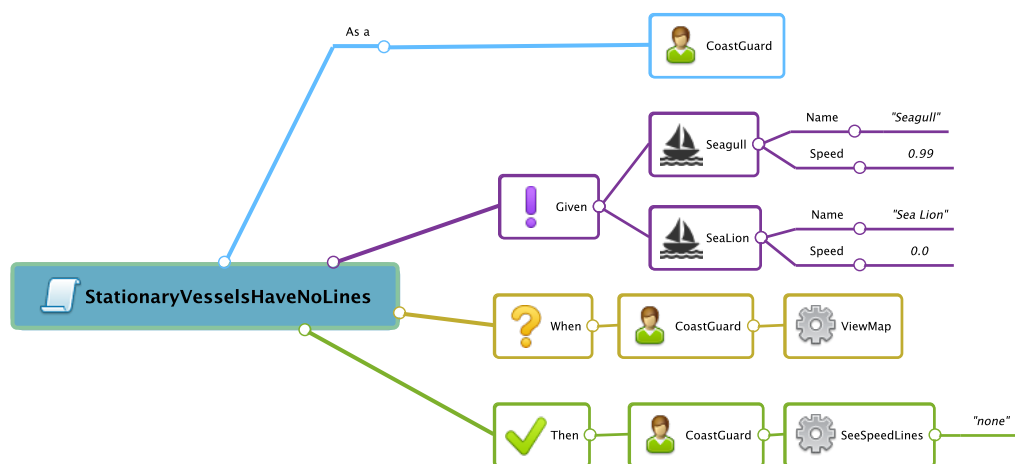 As a
CoastGuard
Name
"Seagull"
Seagull
Speed
0.99
Given
Name
"Sea Lion"
SeaLion
Speed
0.0
StationaryVesselsHaveNoLines
When
CoastGuard
ViewMap
Then
CoastGuard
SeeSpeedLines
"none"